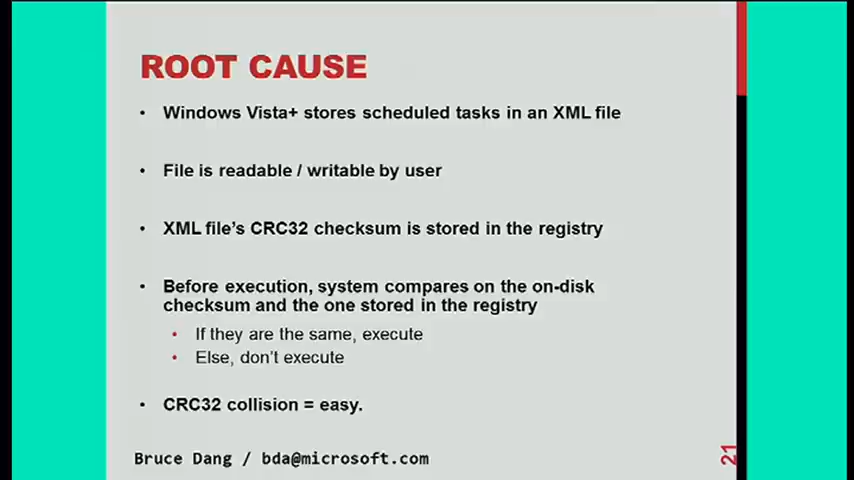 ROOT CAUSE
• Windows Vista+ stores scheduled tasks in an XML file
• File is readable / writable by user
• XML file's CRC32 checksum is stored in the registry
• Before execution, system compares on the on-disk
checksum and the one stored in the registry
• If they are the same, execute
• Else, don't execute
• CRC32 collision = easy.
Bruce Dang / bda@microsoft.com
21